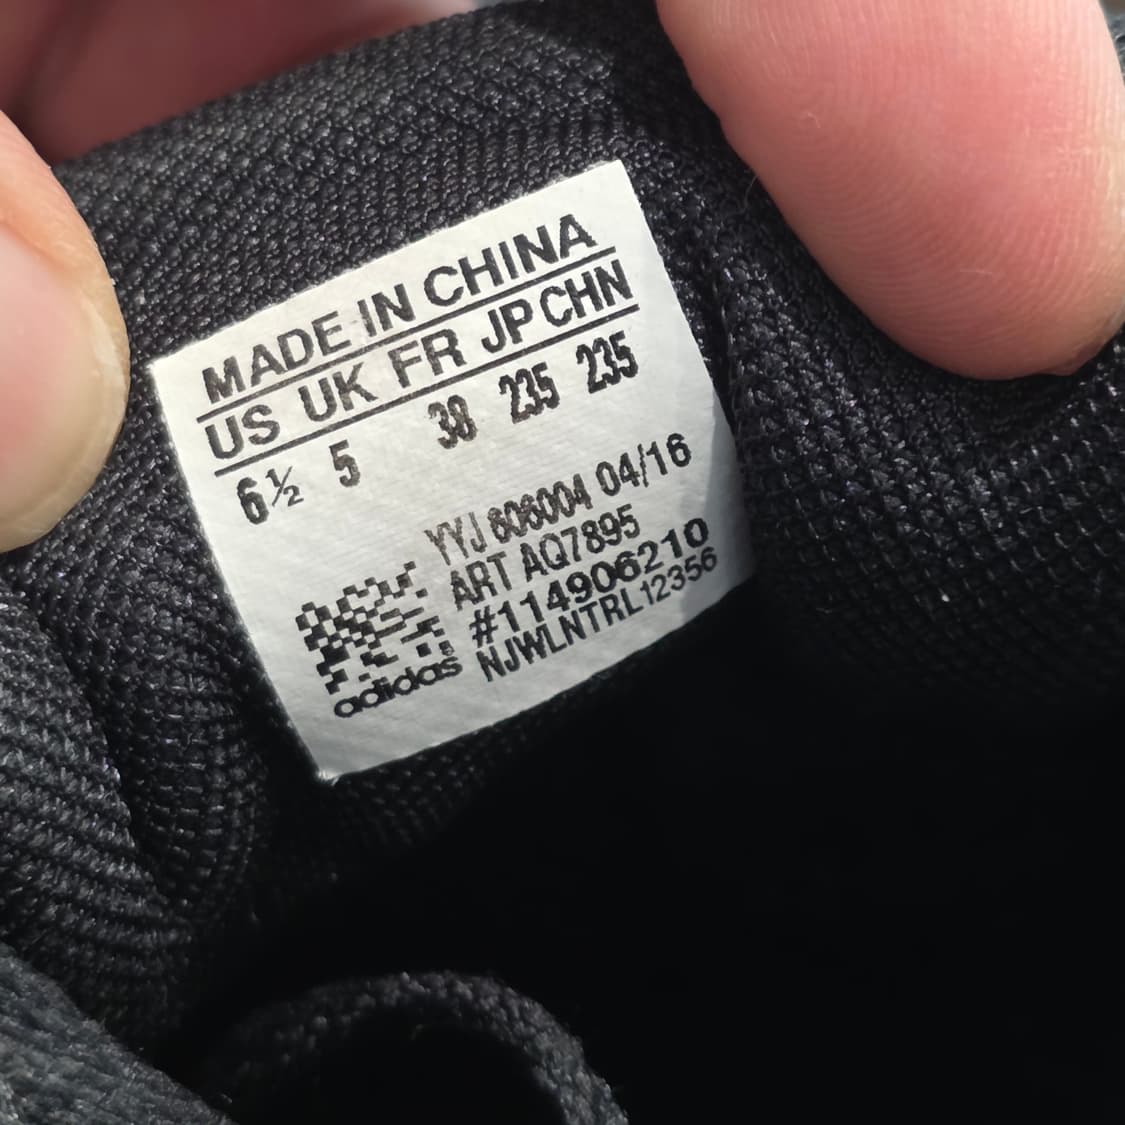 MADE IN CHINA
US UK FR JP CHN
6½ 5 38 235 235
YYJ 606004 04/16
ART AQ7895
#114906210
NJWLNTRL12356
adidas